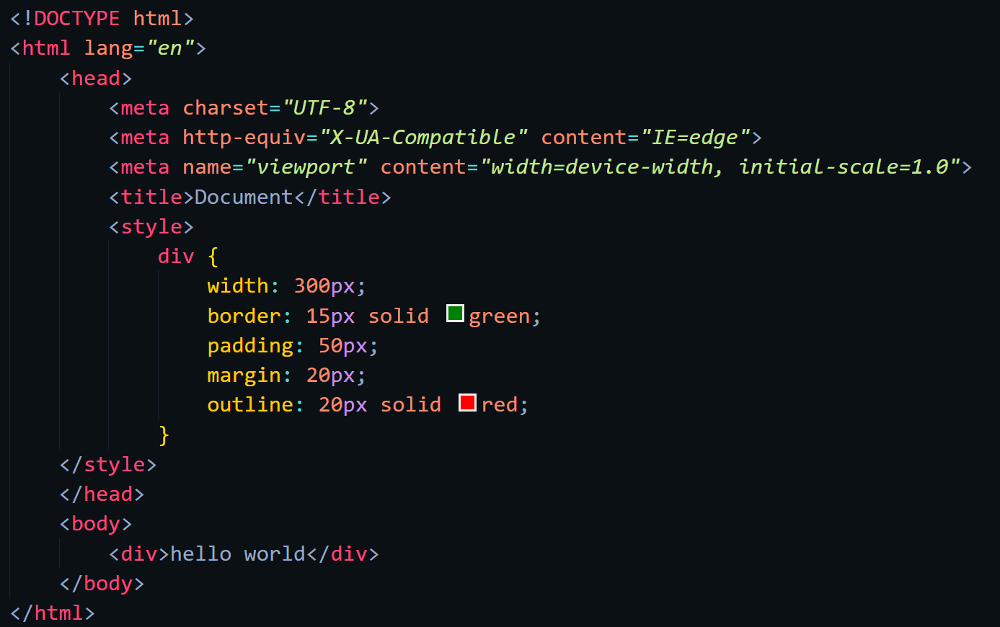 <!DOCTYPE html>
<html lang="en">
    <head>
        <meta charset="UTF-8">
        <meta http-equiv="X-UA-Compatible" content="IE=edge">
        <meta name="viewport" content="width=device-width, initial-scale=1.0">
        <title>Document</title>
        <style>
            div {
                width: 300px;
                border: 15px solid green;
                padding: 50px;
                margin: 20px;
                outline: 20px solid red;
            }
    </style>
    </head>
    <body>
        <div>hello world</div>
    </body>
</html>